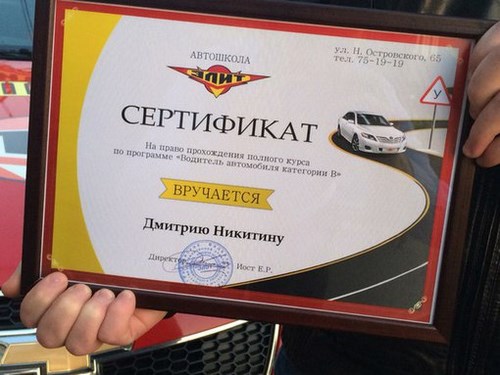 АВТОШКОЛА
ЭЛИТ
ул. Н. Островского, 65
тел. 75-19-19
У
СЕРТИФИКАТ
На право прохождения полного курса
по программе «Водитель автомобиля категории В»
ВРУЧАЕТСЯ
Дмитрию Никитину
Директор Иост Е.Р.